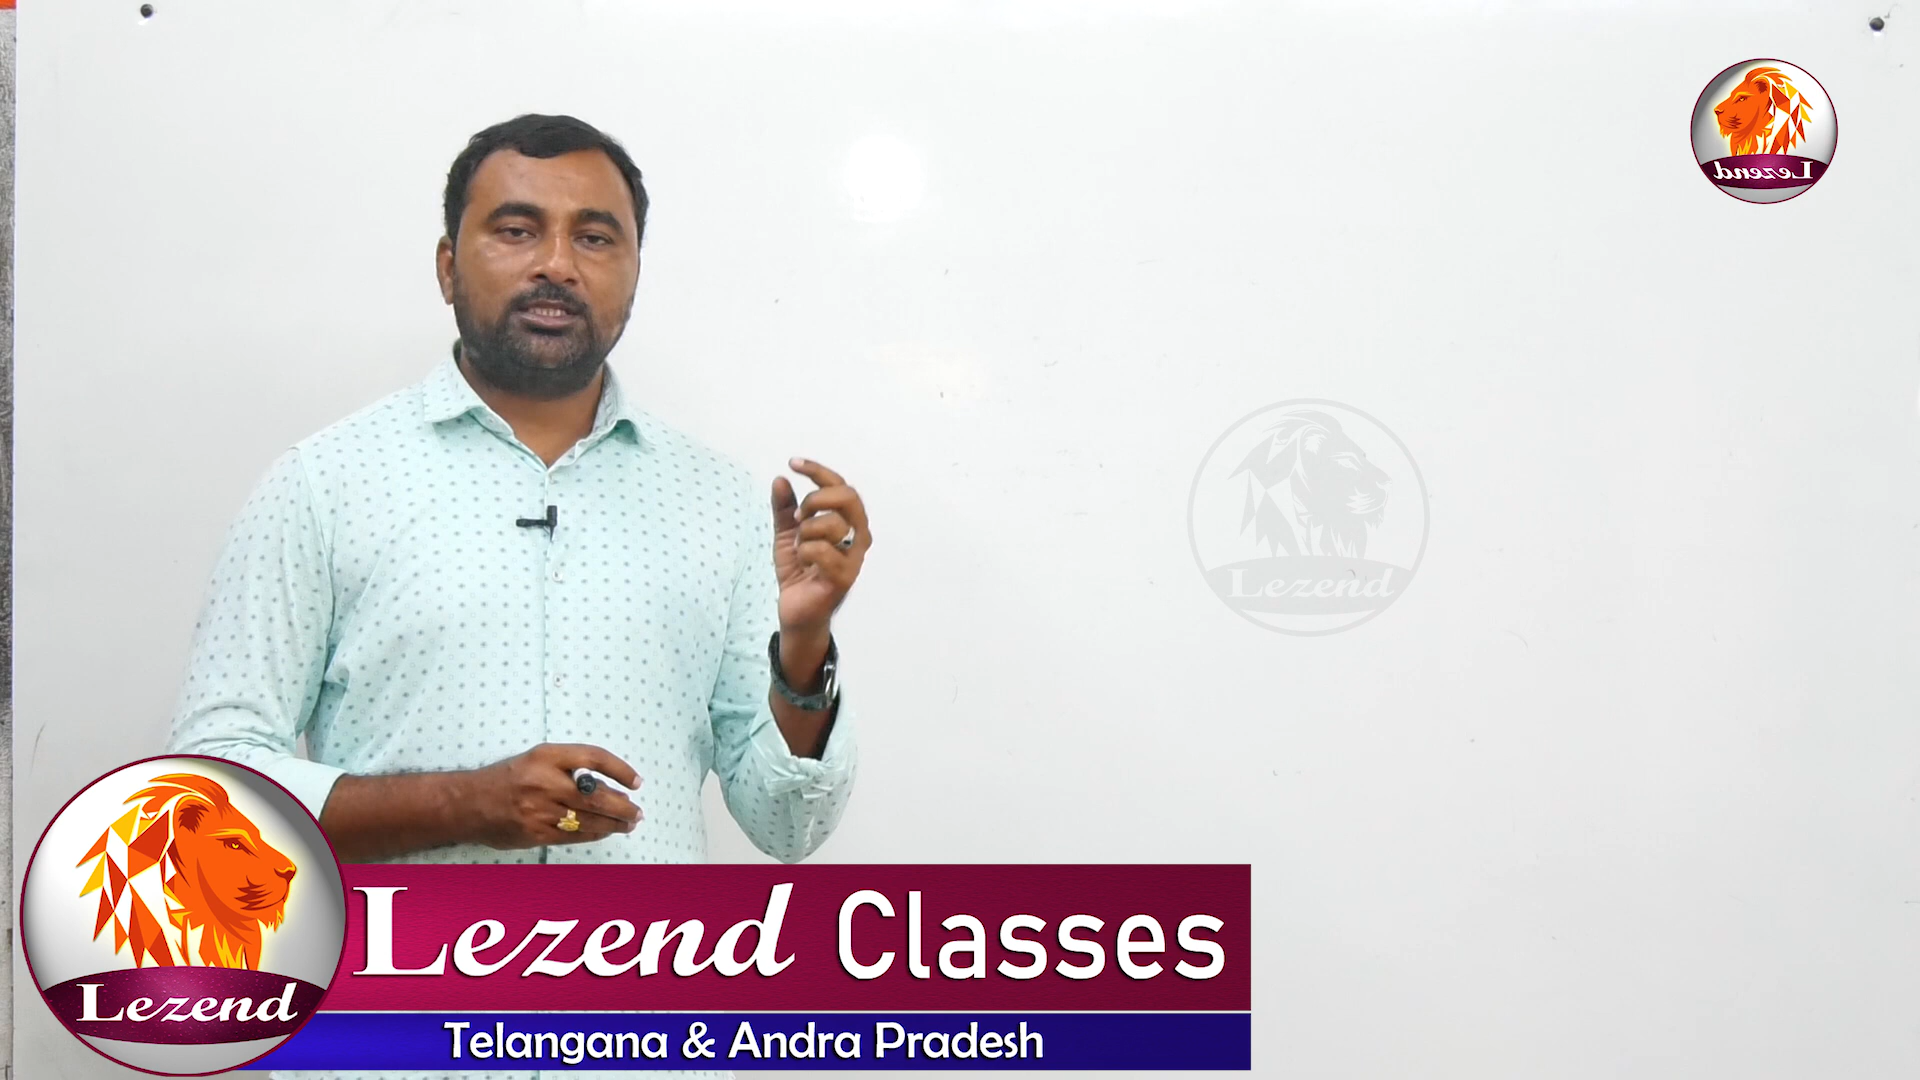 Lezend
Lezend
Lezend
Lezend Classes
Telangana & Andra Pradesh